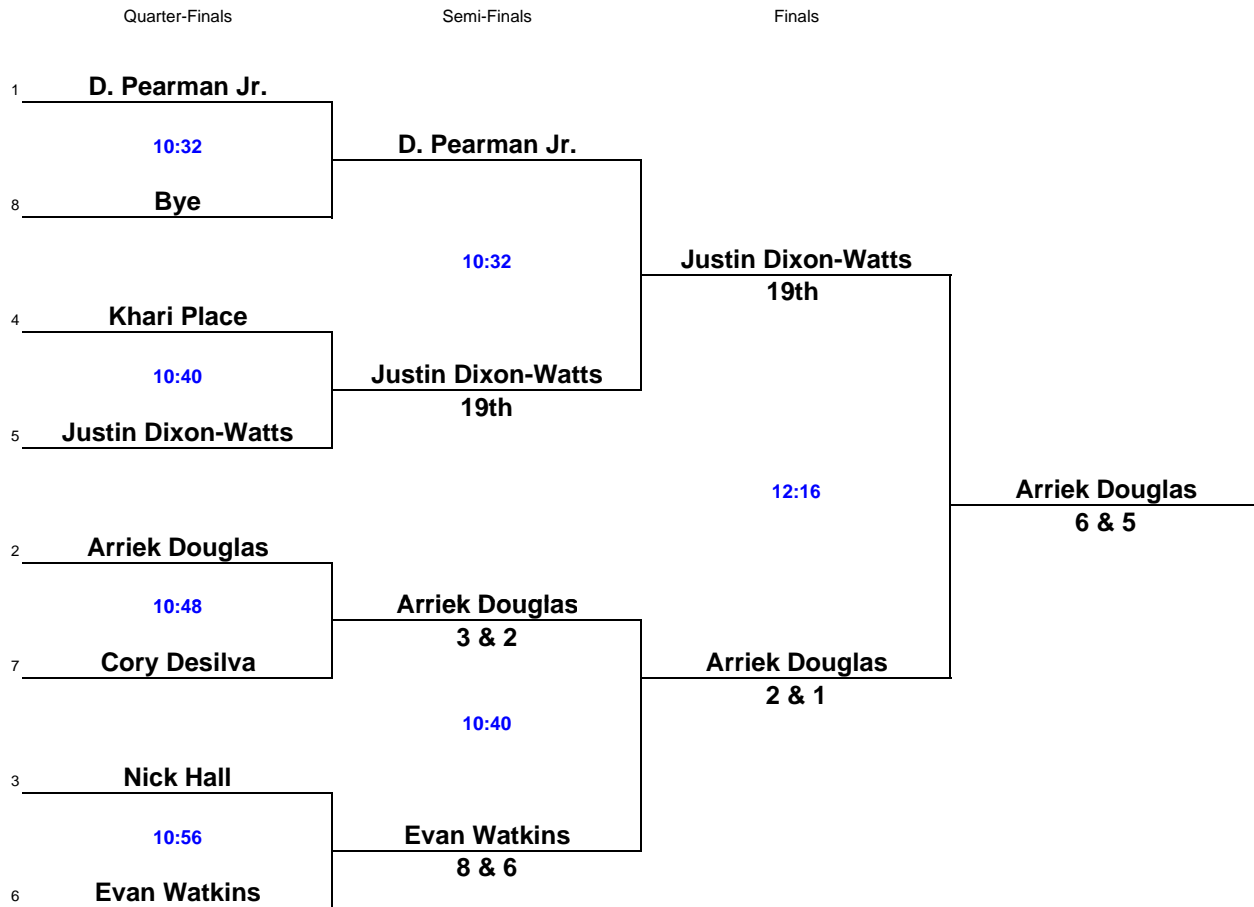 Quarter-Finals Semi-Finals Finals
1 D. Pearman Jr.
10:32 D. Pearman Jr.
8 Bye
10:32 Justin Dixon-Watts
19th
4 Khari Place
10:40 Justin Dixon-Watts
19th
5 Justin Dixon-Watts
12:16 Arriek Douglas
6 & 5
2 Arriek Douglas
10:48 Arriek Douglas
3 & 2
7 Cory Desilva Arriek Douglas
2 & 1
10:40
3 Nick Hall
10:56 Evan Watkins
8 & 6
6 Evan Watkins